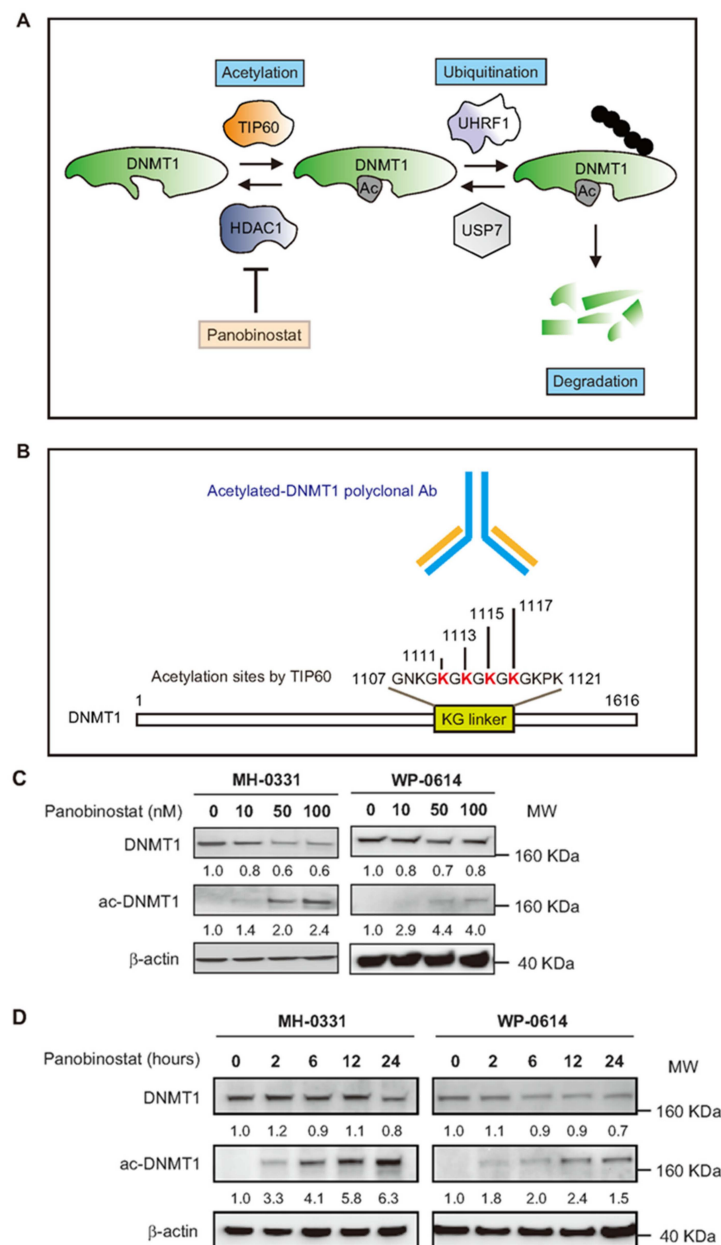 A
Acetylation Ubiquitination
TIP60 UHRF1
DNMT1 DNMT1 DNMT1
Ac Ac
HDAC1 USP7
Panobinostat
Degradation
B
Acetylated-DNMT1 polyclonal Ab
1117
1115
1113
1111
Acetylation sites by TIP60 1107 GNKGKGKGKGKGKPK 1121
1 1616
DNMT1 KG linker
C
MH-0331 WP-0614
Panobinostat (nM) 0 10 50 100 0 10 50 100 MW
DNMT1 160 KDa
1.0 0.8 0.6 0.6 1.0 0.8 0.7 0.8
ac-DNMT1 160 KDa
1.0 1.4 2.0 2.4 1.0 2.9 4.4 4.0
β-actin 40 KDa
D
MH-0331 WP-0614
Panobinostat (hours) 0 2 6 12 24 0 2 6 12 24 MW
DNMT1 160 KDa
1.0 1.2 0.9 1.1 0.8 1.0 1.1 0.9 0.9 0.7
ac-DNMT1 160 KDa
1.0 3.3 4.1 5.8 6.3 1.0 1.8 2.0 2.4 1.5
β-actin 40 KDa